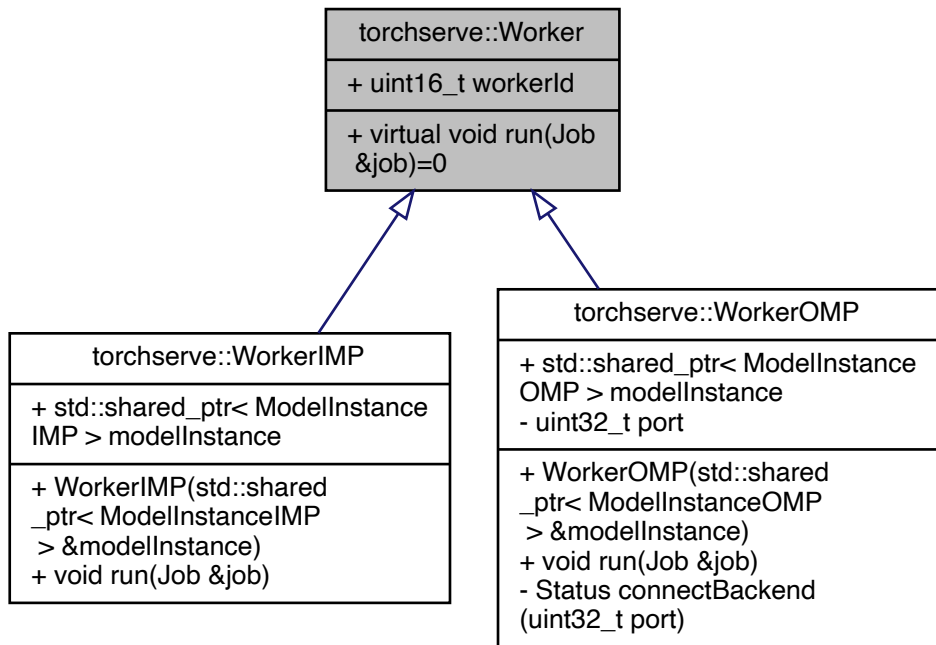 torchserve::Worker
+ uint16_t workerId
+ virtual void run(Job
&job)=0
torchserve::WorkerIMP
+ std::shared_ptr< ModelInstance
IMP > modelInstance
+ WorkerIMP(std::shared
_ptr< ModelInstanceIMP
> &modelInstance)
+ void run(Job &job)
torchserve::WorkerOMP
+ std::shared_ptr< ModelInstance
OMP > modelInstance
- uint32_t port
+ WorkerOMP(std::shared
_ptr< ModelInstanceOMP
> &modelInstance)
+ void run(Job &job)
- Status connectBackend
(uint32_t port)